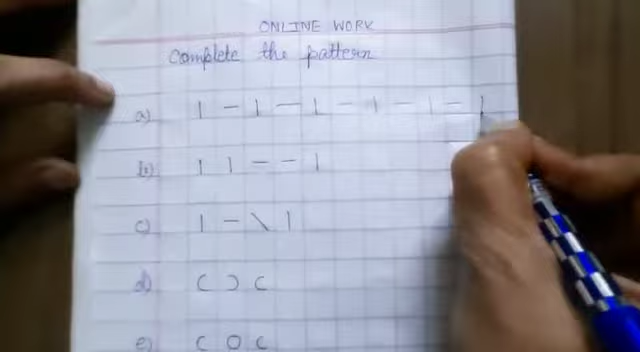 ONLINE WORK
Complete the pattern
a) | — | — | — | — | — |
b) | | — — |
c) | — \ |
d) ( ) (
e) ( O (